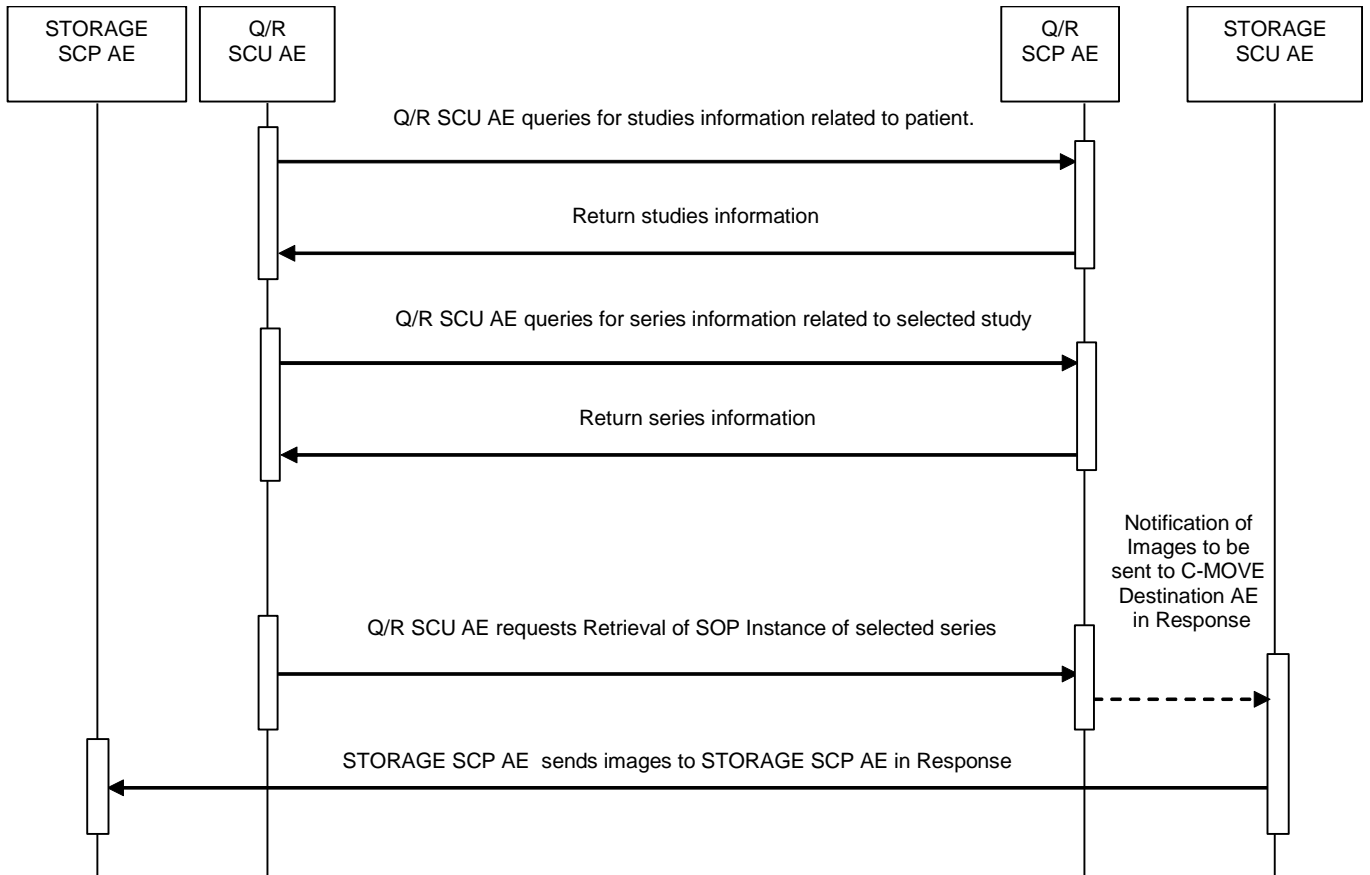 STORAGE
SCP AE
Q/R
SCU AE
Q/R
SCP AE
STORAGE
SCU AE
Q/R SCU AE queries for studies information related to patient.
Return studies information
Q/R SCU AE queries for series information related to selected study
Return series information
Notification of
Images to be
sent to C-MOVE
Destination AE
in Response
Q/R SCU AE requests Retrieval of SOP Instance of selected series
STORAGE SCP AE  sends images to STORAGE SCP AE in Response